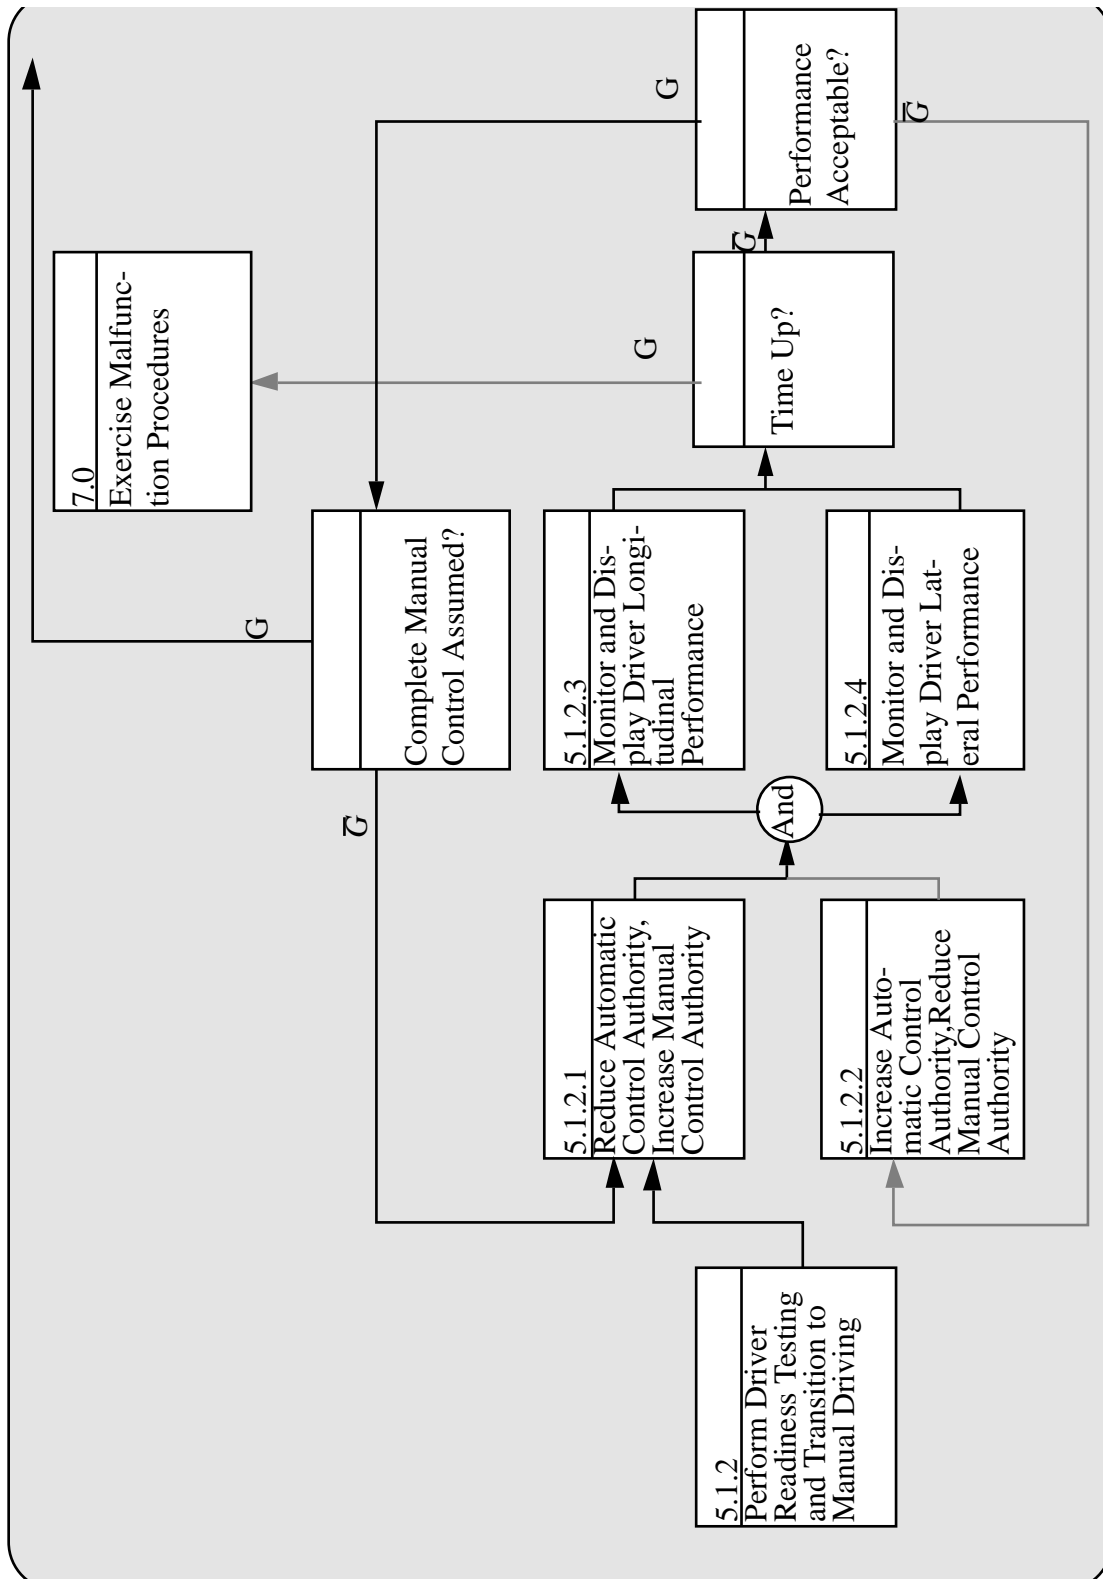 7.0
Exercise Malfunc-
tion Procedures
G
Complete Manual
Control Assumed?
G̅
5.1.2
Perform Driver
Readiness Testing
and Transition to
Manual Driving
5.1.2.1
Reduce Automatic
Control Authority,
Increase Manual
Control Authority
5.1.2.2
Increase Auto-
matic Control
Authority,Reduce
Manual Control
Authority
And
5.1.2.3
Monitor and Dis-
play Driver Longi-
tudinal
Performance
5.1.2.4
Monitor and Dis-
play Driver Lat-
eral Performance
G
Time Up?
G̅
G
Performance
Acceptable?
G̅